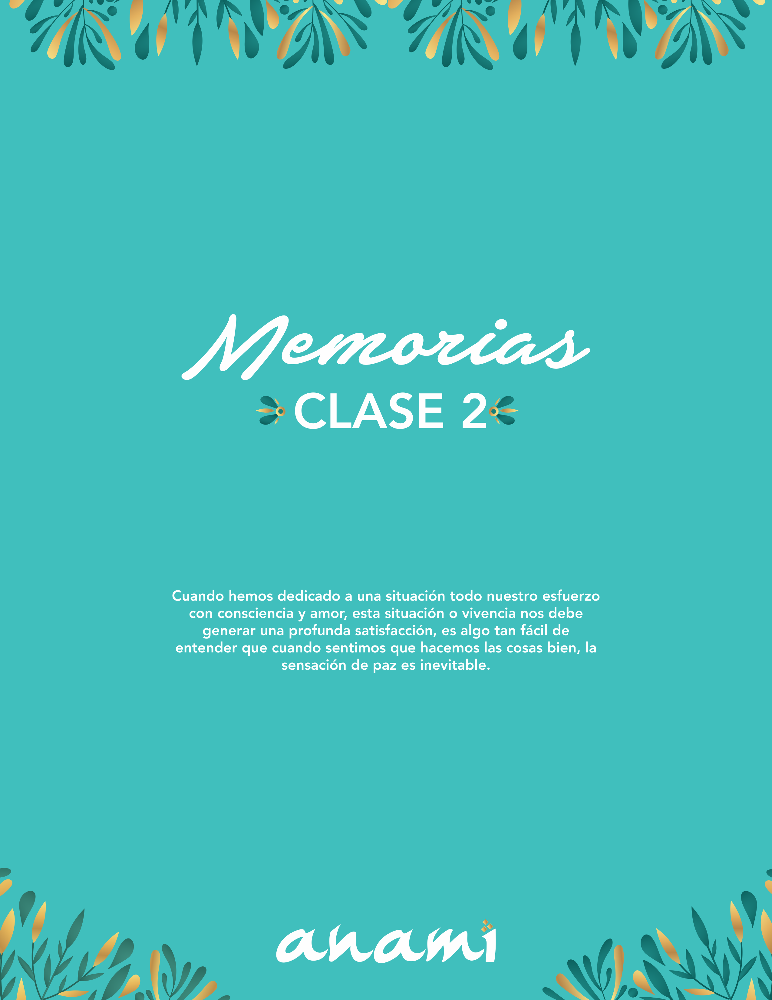 Memorias
CLASE 2
Cuando hemos dedicado a una situación todo nuestro esfuerzo
con consciencia y amor, esta situación o vivencia nos debe
generar una profunda satisfacción, es algo tan fácil de
entender que cuando sentimos que hacemos las cosas bien, la
sensación de paz es inevitable.
anami